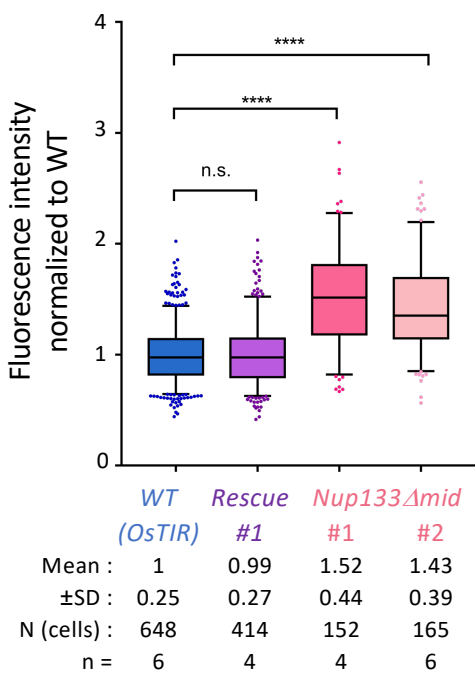 4
****
****
3
n.s.
2
1
0
Fluorescence intensity
normalized to WT
WT Rescue Nup133Δmid
(OsTIR) #1 #1 #2
Mean : 1 0.99 1.52 1.43
±SD : 0.25 0.27 0.44 0.39
N (cells) : 648 414 152 165
n = 6 4 4 6